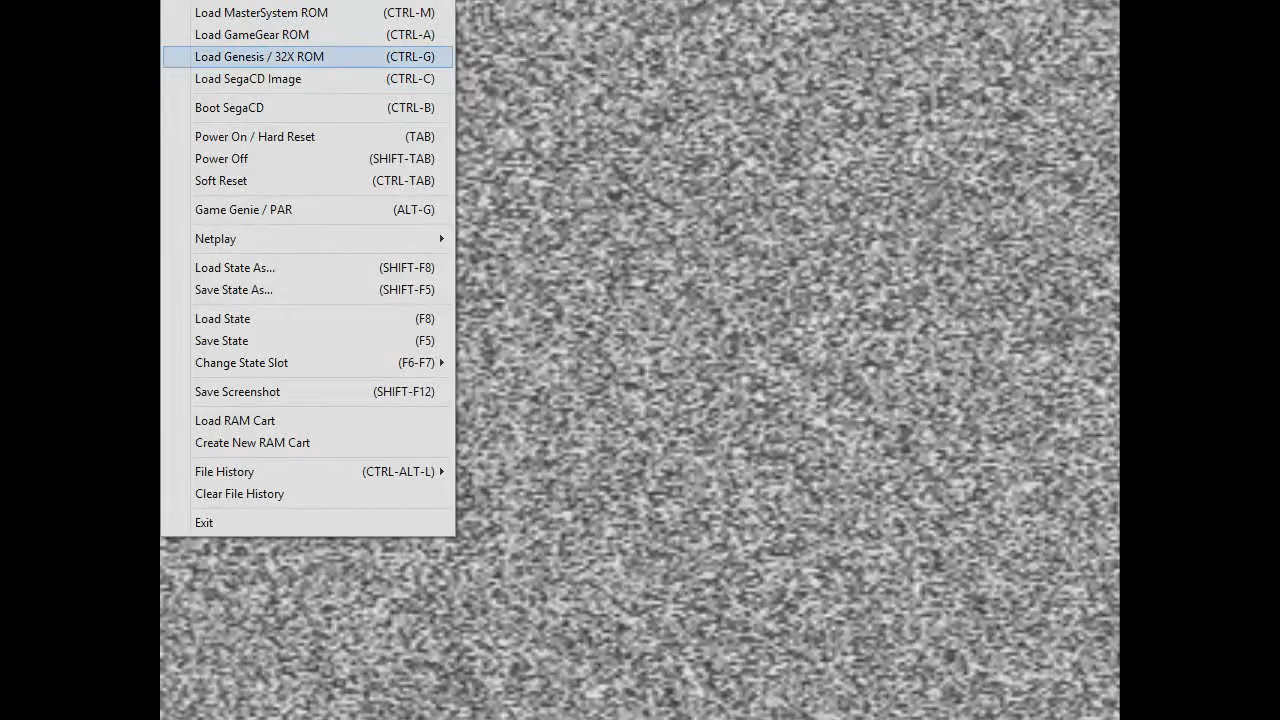 Load MasterSystem ROM (CTRL-M)
Load GameGear ROM (CTRL-A)
Load Genesis / 32X ROM (CTRL-G)
Load SegaCD Image (CTRL-C)
Boot SegaCD (CTRL-B)
Power On / Hard Reset (TAB)
Power Off (SHIFT-TAB)
Soft Reset (CTRL-TAB)
Game Genie / PAR (ALT-G)
Netplay
Load State As... (SHIFT-F8)
Save State As... (SHIFT-F5)
Load State (F8)
Save State (F5)
Change State Slot (F6-F7)
Save Screenshot (SHIFT-F12)
Load RAM Cart
Create New RAM Cart
File History (CTRL-ALT-L)
Clear File History
Exit